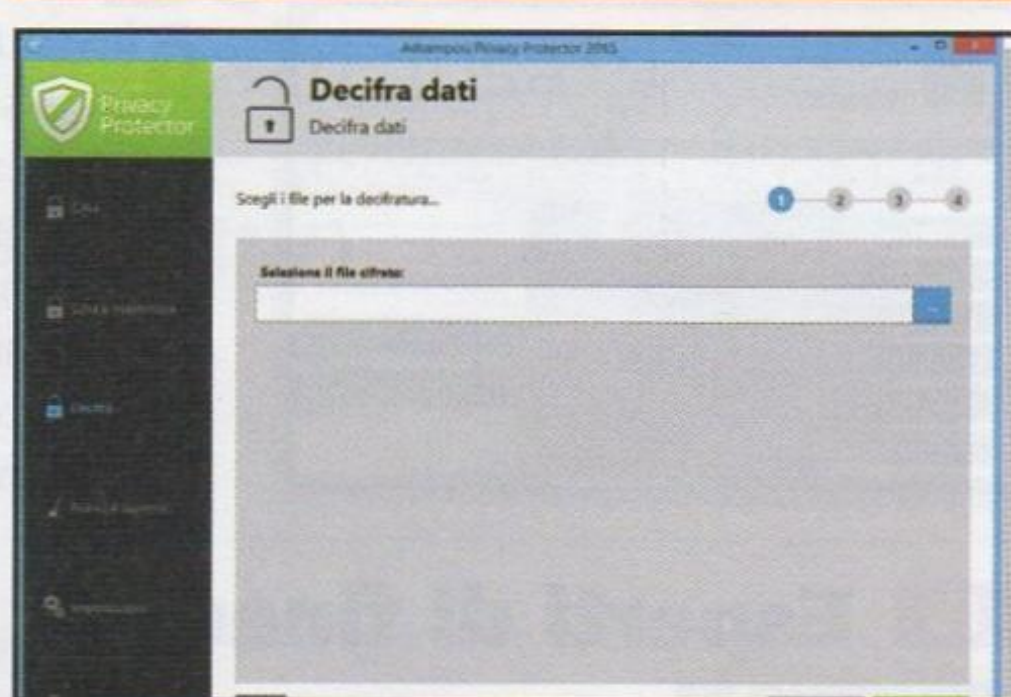 Ashampoo Privacy Protector 2015
Privacy
Protector
Decifra dati
Decifra dati
Scegli i file per la decifratura...
1 2 3 4
Seleziona il file cifrato:
...
Decifra